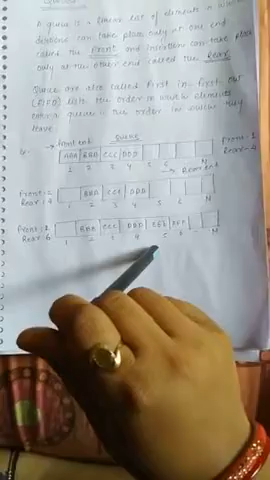 A queue is a linear list of elements in which
deletions can take place only at one end
called the Front and insertion can take place
only at the other end called the Rear.
Queue are also called First-in-first-out
(FIFO) lists the order in which elements
enter a queue is the order in which they
leave.
Front end QUEUE
AAA BBB CCC DDD
Front: 1
Rear: 4
1 2 3 4 5 6 N
Rear end
Front: 2
Rear: 4
BBB CCC DDD
1 2 3 4 5 6 N
Rear: 6
BBB CCC DDD EEE FFF
1 2 3 4 5 6 N